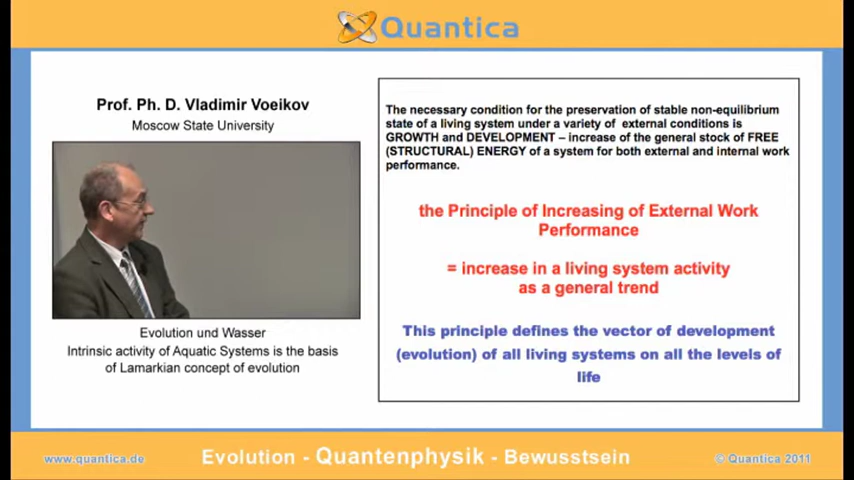 Quantica
Prof. Ph. D. Vladimir Voeikov
Moscow State University
Evolution und Wasser
Intrinsic activity of Aquatic Systems is the basis
of Lamarkian concept of evolution
The necessary condition for the preservation of stable non-equilibrium
state of a living system under a variety of external conditions is
GROWTH and DEVELOPMENT – increase of the general stock of FREE
(STRUCTURAL) ENERGY of a system for both external and internal work
performance.
the Principle of Increasing of External Work
Performance
= increase in a living system activity
as a general trend
This principle defines the vector of development
(evolution) of all living systems on all the levels of
life
www.quantica.de
Evolution - Quantenphysik - Bewusstsein
© Quantica 2011